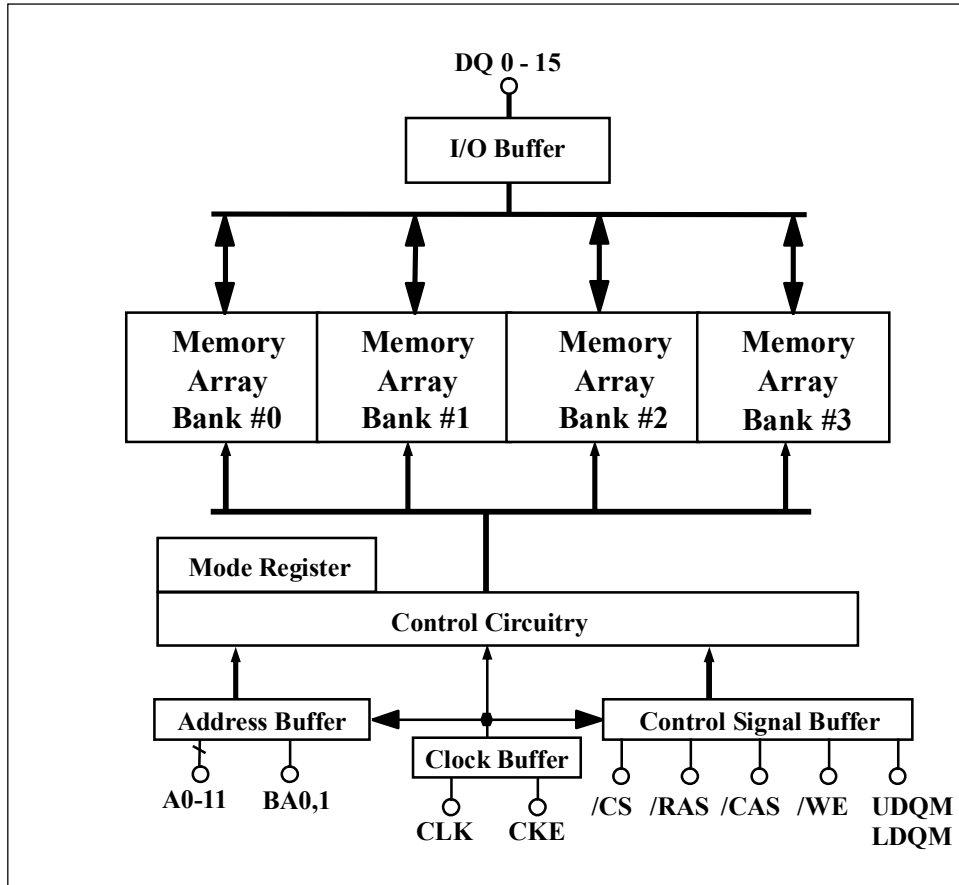 DQ 0 - 15
I/O Buffer
Memory
Array
Bank #0
Memory
Array
Bank #1
Memory
Array
Bank #2
Memory
Array
Bank #3
Mode Register
Control Circuitry
Address Buffer
Control Signal Buffer
Clock Buffer
A0-11
BA0,1
CLK
CKE
/CS
/RAS
/CAS
/WE
UDQM
LDQM